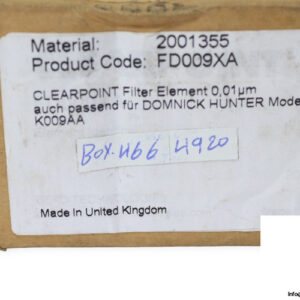 Material: 2001355
Product Code: FD009XA
CLEARPOINT Filter Element 0,01µm
auch passend für DOMNICK HUNTER Mode
K009AA
BOX-H66 4920
Made In United Kingdom